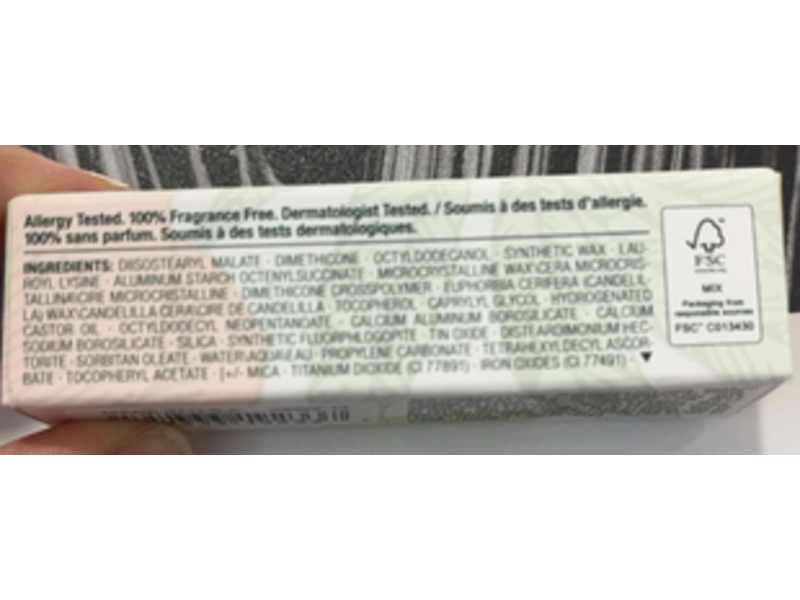 Allergy Tested. 100% Fragrance Free. Dermatologist Tested. / Soumis à des tests d'allergie.
100% sans parfum. Soumis à des tests dermatologiques.
INGREDIENTS: DIISOSTEARYL MALATE · DIMETHICONE · OCTYLDODECANOL · SYNTHETIC WAX · LAU-
ROYL LYSINE · ALUMINUM STARCH OCTENYLSUCCINATE · MICROCRYSTALLINE WAX\CERA MICROCRIS-
TALLINA\CIRE MICROCRISTALLINE · DIMETHICONE CROSSPOLYMER · EUPHORBIA CERIFERA (CANDELIL-
LA) WAX\CANDELILLA CERA\CIRE DE CANDELILLA · TOCOPHEROL · CAPRYLYL GLYCOL · HYDROGENATED
CASTOR OIL · OCTYLDODECYL NEOPENTANOATE · CALCIUM ALUMINUM BOROSILICATE · CALCIUM
SODIUM BOROSILICATE · SILICA · SYNTHETIC FLUORPHLOGOPITE · TIN OXIDE · DISTEARDIMONIUM HEC-
TORITE · SORBITAN OLEATE · WATER\AQUA\EAU · PROPYLENE CARBONATE · TETRAHEXYLDECYL ASCOR-
BATE · TOCOPHERYL ACETATE · [+/- MICA · TITANIUM DIOXIDE (CI 77891) · IRON OXIDES (CI 77491) · ▼
FSC
MIX
Packaging from
responsible sources
FSC® C013430